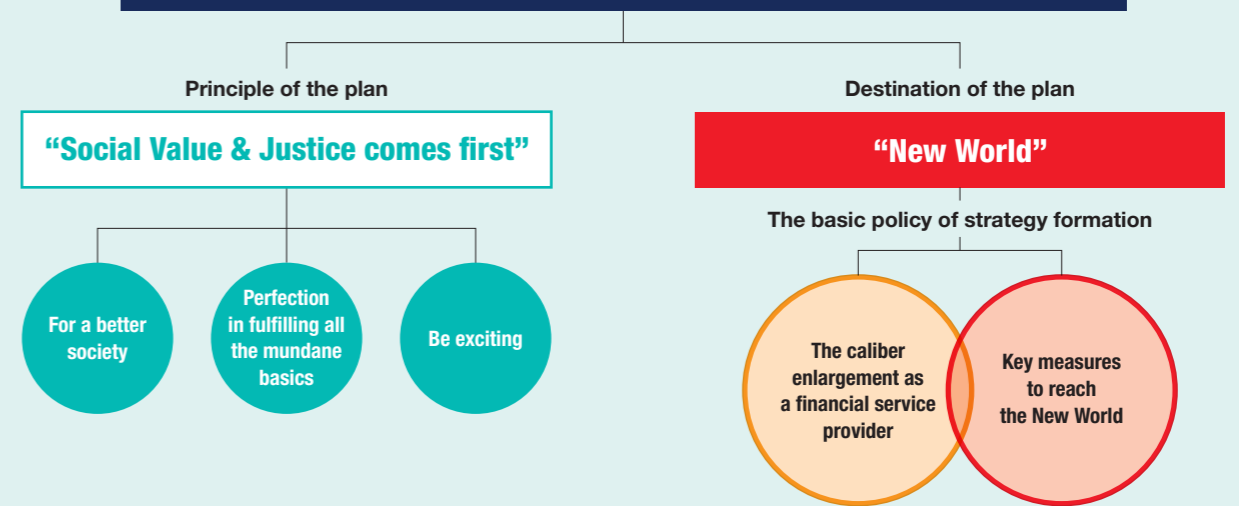 Principle of the plan
“Social Value & Justice comes first”
For a better
society
Perfection
in fulfilling all
the mundane
basics
Be exciting
Destination of the plan
“New World”
The basic policy of strategy formation
The caliber
enlargement as
a financial service
provider
Key measures
to reach
the New World